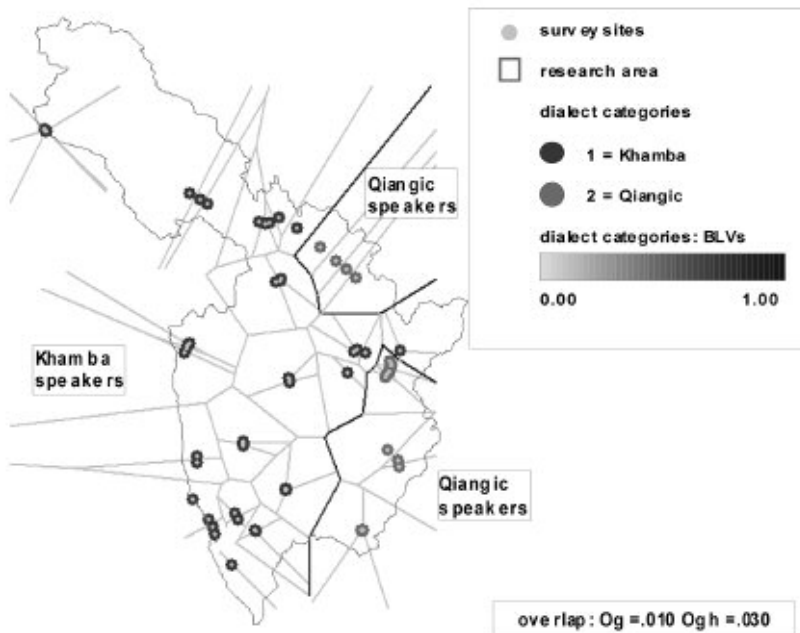 survey sites
research area
dialect categories
1 = Khamba
2 = Qiangic
dialect categories: BLVs
0.00 1.00
Qiangic
speakers
Khamba
speakers
Qiangic
speakers
overlap: Og =.010 Ogh =.030